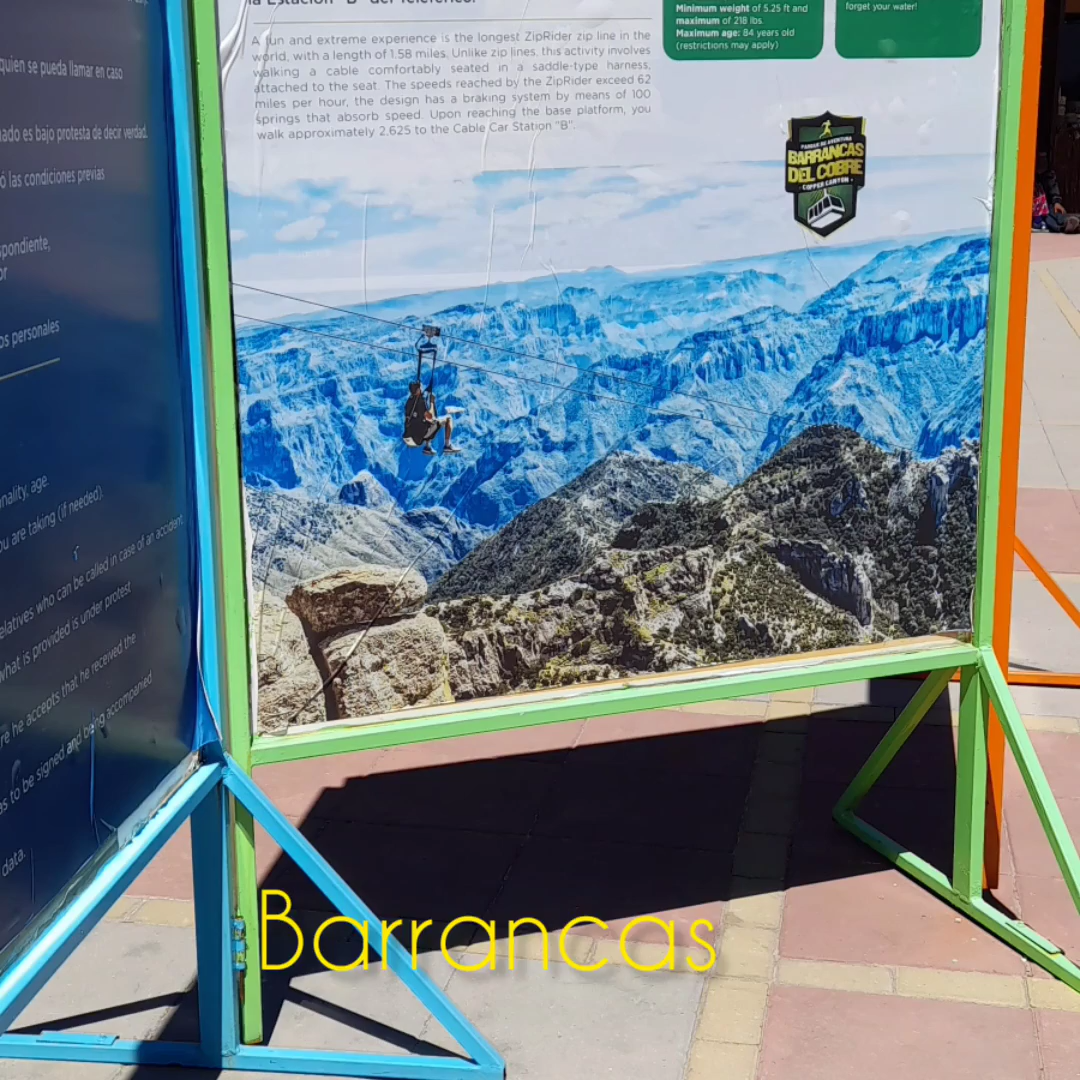 la Estación "B" del teleférico.
A fun and extreme experience is the longest ZipRider zip line in the
world, with a length of 1.58 miles. Unlike zip lines, this activity involves
walking a cable comfortably seated in a saddle-type harness,
attached to the seat. The speeds reached by the ZipRider exceed 62
miles per hour, the design has a braking system by means of 100
springs that absorb speed. Upon reaching the base platform, you
walk approximately 2,625 to the Cable Car Station "B".
Minimum weight of 5.25 ft and
maximum of 218 lbs.
Maximum age: 84 years old
(restrictions may apply)
forget your water!
PARQUE DE AVENTURA
BARRANCAS
DEL COBRE
COPPER CANYON
quien se pueda llamar en caso
nado es bajo protesta de decir verdad.
ó las condiciones previas
spondiente,
or
os personales
nality, age.
ou are taking (if needed).
elatives who can be called in case of an accident
what is provided is under protest
re he accepts that he received the
as to be signed and being accompanied
data.
Barrancas